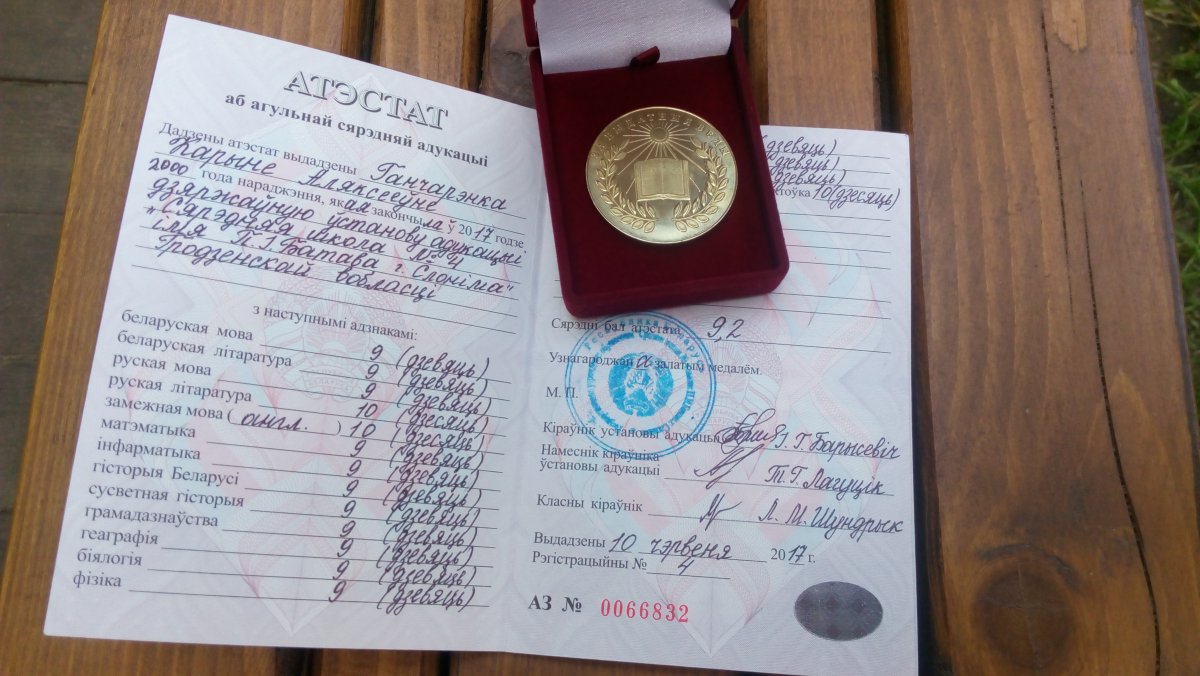 АТЭСТАТ
аб агульнай сярэдняй адукацыі
Дадзены атэстат выдадзены Ганчарэнка
Карыне Аляксееўне
2000 года нараджэння, якая закончыла ў 2017 годзе
дзяржаўную ўстанову адукацыі
"Сярэдняя школа № 4
імя П.І.Батава г. Слоніма"
Гродзенскай вобласці
з наступнымі адзнакамі:
беларуская мова 9 (дзевяць)
беларуская літаратура 9 (дзевяць)
руская мова 9 (дзевяць)
руская літаратура 10 (дзесяць)
замежная мова (англ.) 10 (дзесяць)
матэматыка 9 (дзевяць)
інфарматыка 9 (дзевяць)
гісторыя Беларусі 9 (дзевяць)
сусветная гісторыя 9 (дзевяць)
грамадазнаўства 9 (дзевяць)
геаграфія 9 (дзевяць)
біялогія 9 (дзевяць)
фізіка 9 (дзевяць)
(дзевяць)
(дзевяць)
(дзевяць)
10 (дзесяць)
Сярэдні бал атэстата 9,2
Узнагароджана залатым медалём.
М. П.
Кіраўнік установы адукацыі І.Г.Барысевіч
Намеснік кіраўніка
ўстановы адукацыі Т.Г.Лагуцік
Класны кіраўнік Л.М.Шундрык
Выдадзены 10 чэрвеня 2017 г.
Рэгістрацыйны № 4
АЗ № 0066832